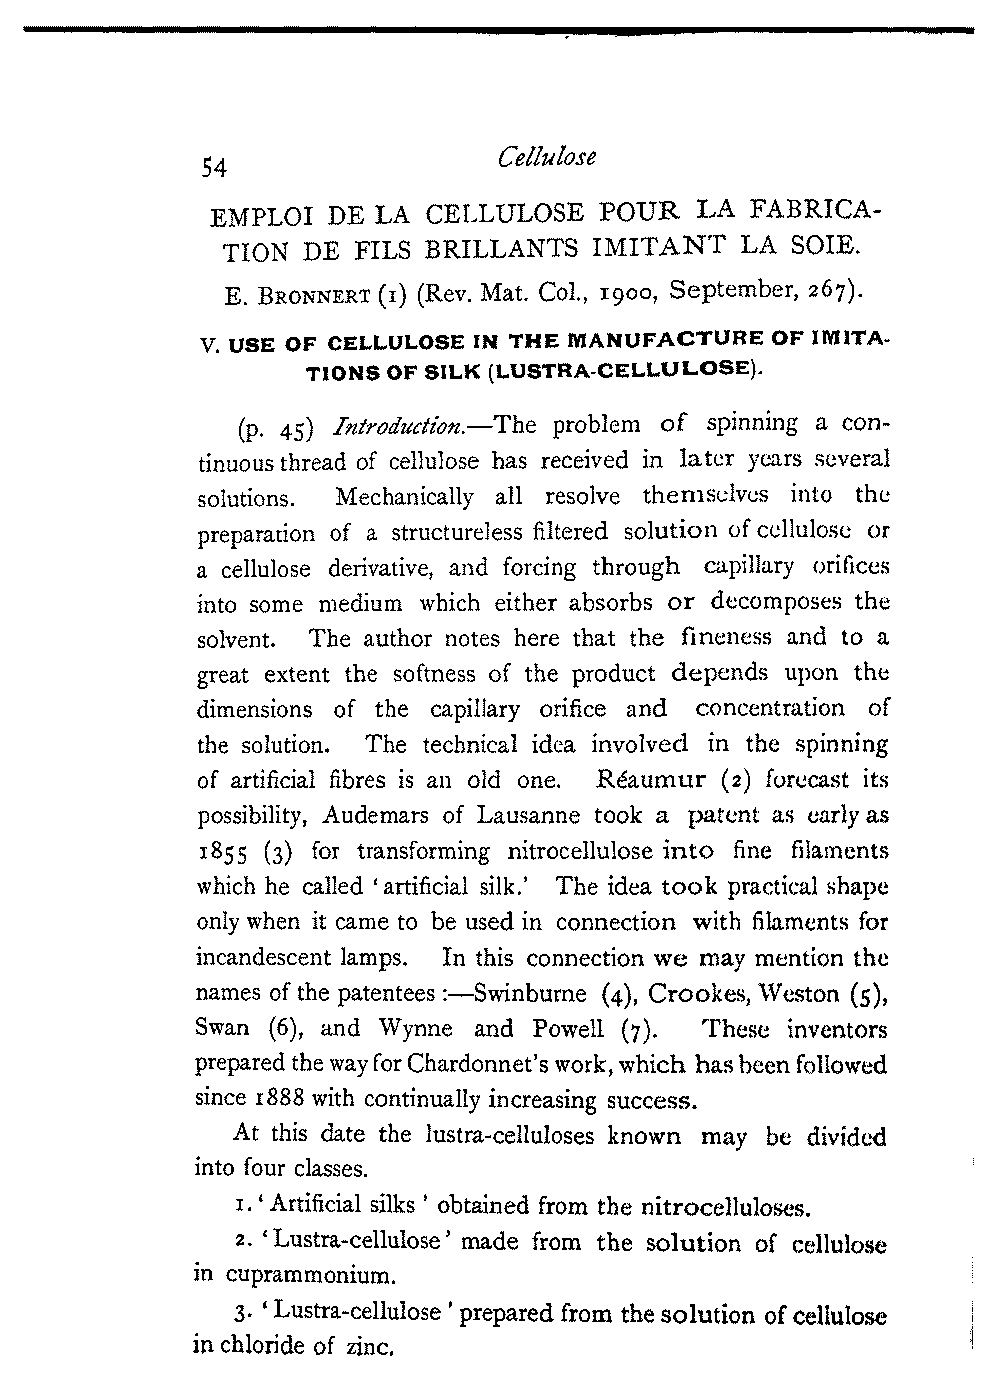 54
Cellulose
EMPLOI DE LA CELLULOSE POUR LA FABRICA-
TION DE FILS BRILLANTS IMITANT LA SOIE.
E. BRONNERT (1) (Rev. Mat. Col., 1900, September, 267).
V. USE OF CELLULOSE IN THE MANUFACTURE OF IMITA-
TIONS OF SILK (LUSTRA-CELLULOSE).
(p. 45) Introduction.—The problem of spinning a con-
tinuous thread of cellulose has received in later years several
solutions. Mechanically all resolve themselves into the
preparation of a structureless filtered solution of cellulose or
a cellulose derivative, and forcing through capillary orifices
into some medium which either absorbs or decomposes the
solvent. The author notes here that the fineness and to a
great extent the softness of the product depends upon the
dimensions of the capillary orifice and concentration of
the solution. The technical idea involved in the spinning
of artificial fibres is an old one. Réaumur (2) forecast its
possibility, Audemars of Lausanne took a patent as early as
1855 (3) for transforming nitrocellulose into fine filaments
which he called ‘artificial silk.’ The idea took practical shape
only when it came to be used in connection with filaments for
incandescent lamps. In this connection we may mention the
names of the patentees :—Swinburne (4), Crookes, Weston (5),
Swan (6), and Wynne and Powell (7). These inventors
prepared the way for Chardonnet’s work, which has been followed
since 1888 with continually increasing success.
At this date the lustra-celluloses known may be divided
into four classes.
1. ‘Artificial silks’ obtained from the nitrocelluloses.
2. ‘Lustra-cellulose’ made from the solution of cellulose
in cuprammonium.
3. ‘Lustra-cellulose’ prepared from the solution of cellulose
in chloride of zinc.